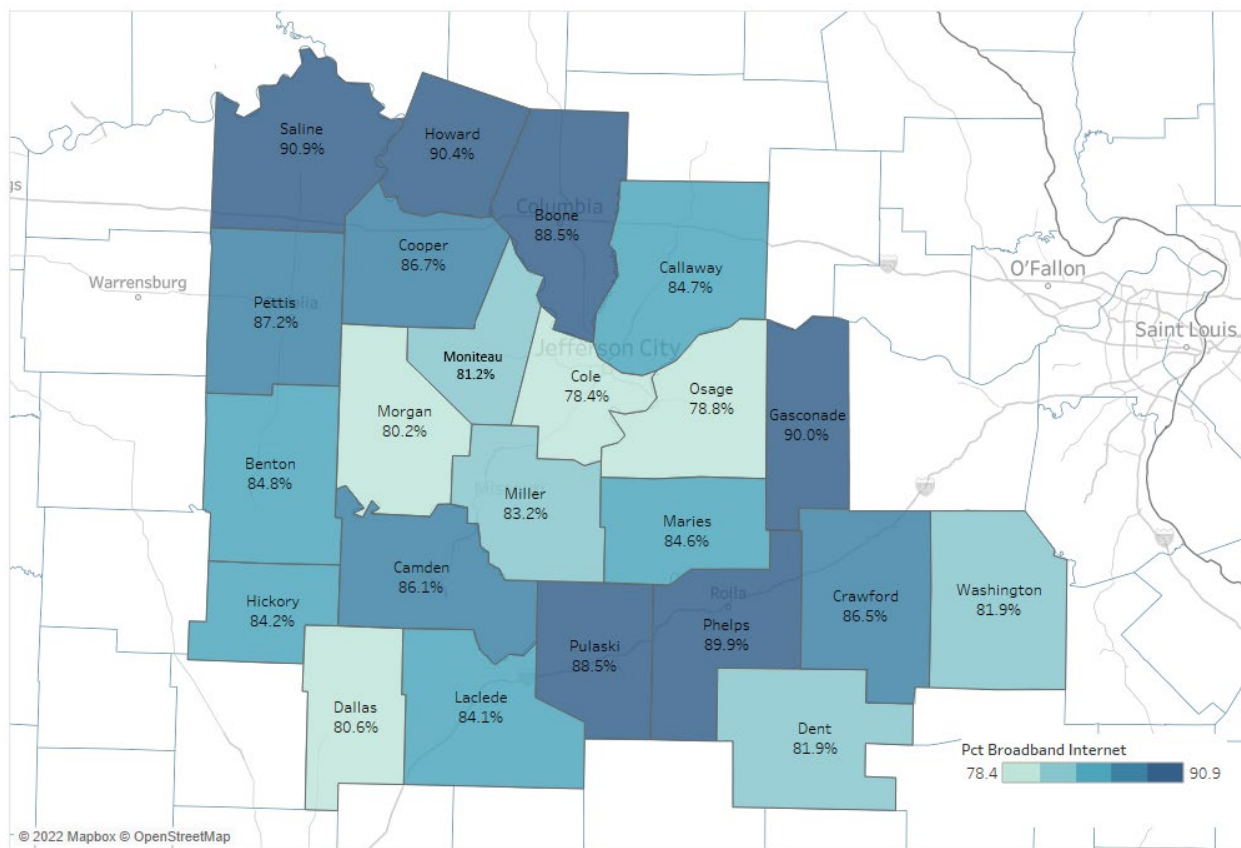 Saline
90.9%
Howard
90.4%
Columbia
Boone
88.5%
gs
Cooper
86.7%
Callaway
84.7%
O'Fallon
Warrensburg
Pettis
87.2%
Saint Louis
Jefferson City
Moniteau
81.2%
Cole
78.4%
Osage
78.8%
Morgan
80.2%
Gasconade
90.0%
Benton
84.8%
Miller
83.2%
Maries
84.6%
Camden
86.1%
Hickory
84.2%
Rolla
Crawford
86.5%
Washington
81.9%
Pulaski
88.5%
Phelps
89.9%
Dallas
80.6%
Laclede
84.1%
Dent
81.9%
Pct Broadband Internet
78.4 90.9
© 2022 Mapbox © OpenStreetMap